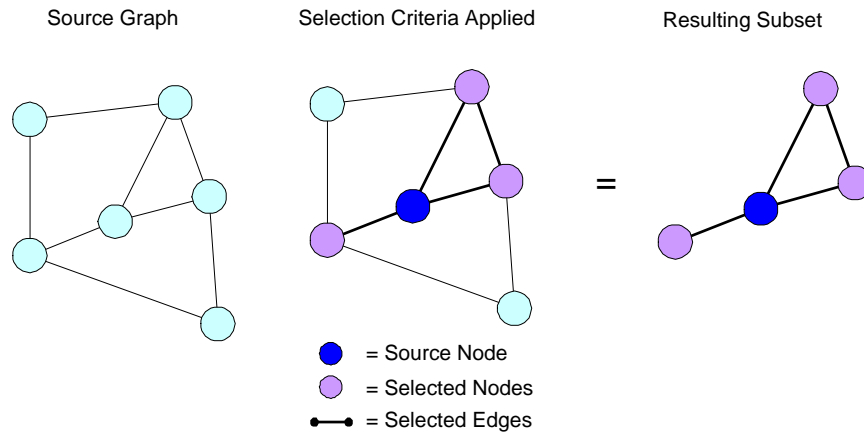 Source Graph
Selection Criteria Applied
Resulting Subset
=
= Source Node
= Selected Nodes
= Selected Edges